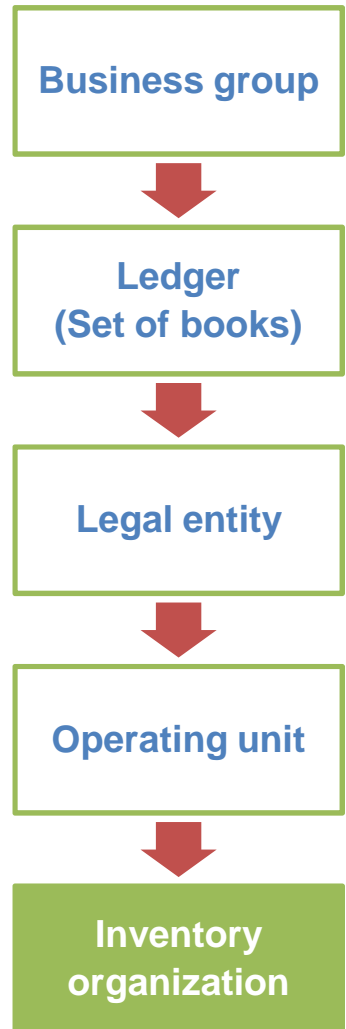 Business group
Ledger
(Set of books)
Legal entity
Operating unit
Inventory
organization